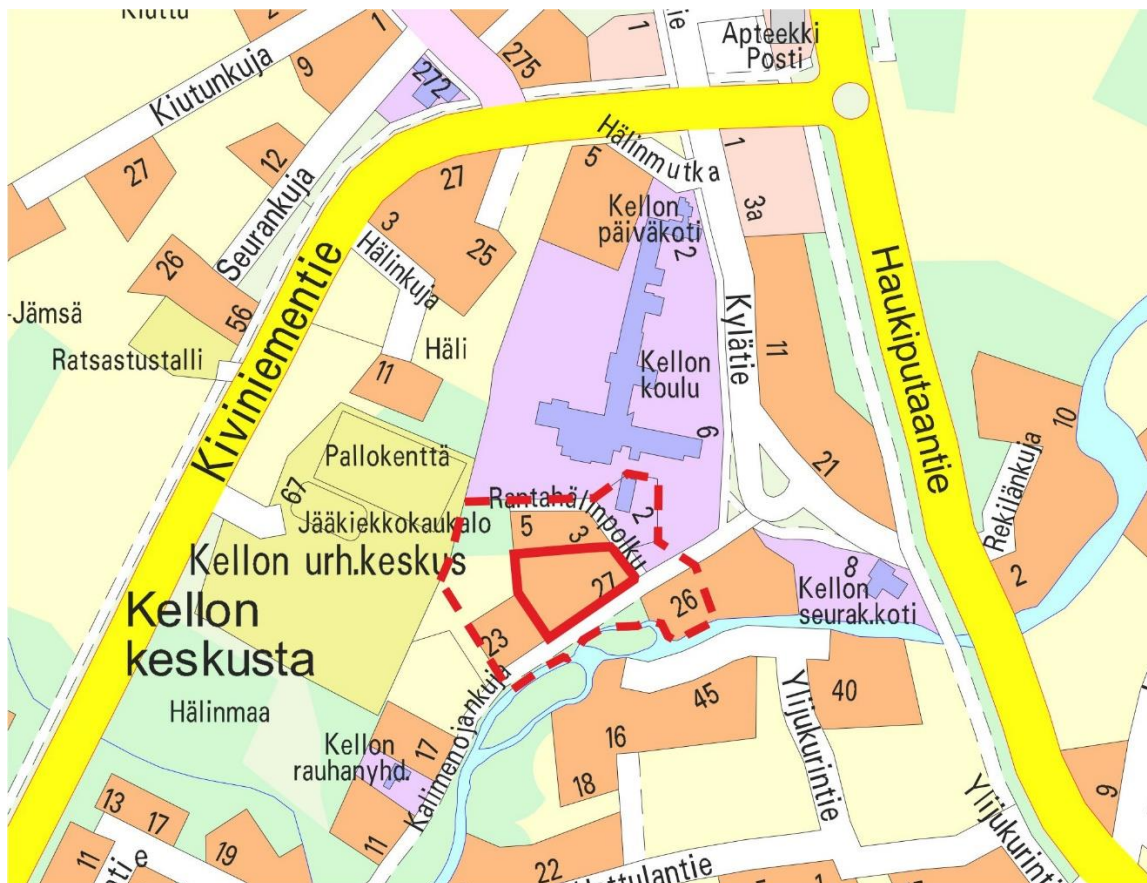 Kiuttu
2
1
9
Kiutunkuja
272
275
1
Apteekki
Posti
27
12
Seurankuja
27
3
5
Hälinmutka
1
3a
Kellon
päiväkoti
2
Hälinkuja
25
26
56
-Jämsä
Ratsastustalli
Kiviniementie
Häli
11
Kellon
koulu
6
Kylätie
11
Haukiputaantie
21
10
Rekilänkuja
2
Pallokenttä
67
Jääkiekkokaukalo
Kellon urh.keskus
Rantahälinpolku
5
3
2
27
26
23
8
Kellon
seurak.koti
Kellon
keskusta
Hälinmaa
Kalimenojankuja
Kellon
rauhanyhd.
17
11
45
16
18
40
Ylijukurintie
Ylijukurintie
9
13
17
11
19
22
1